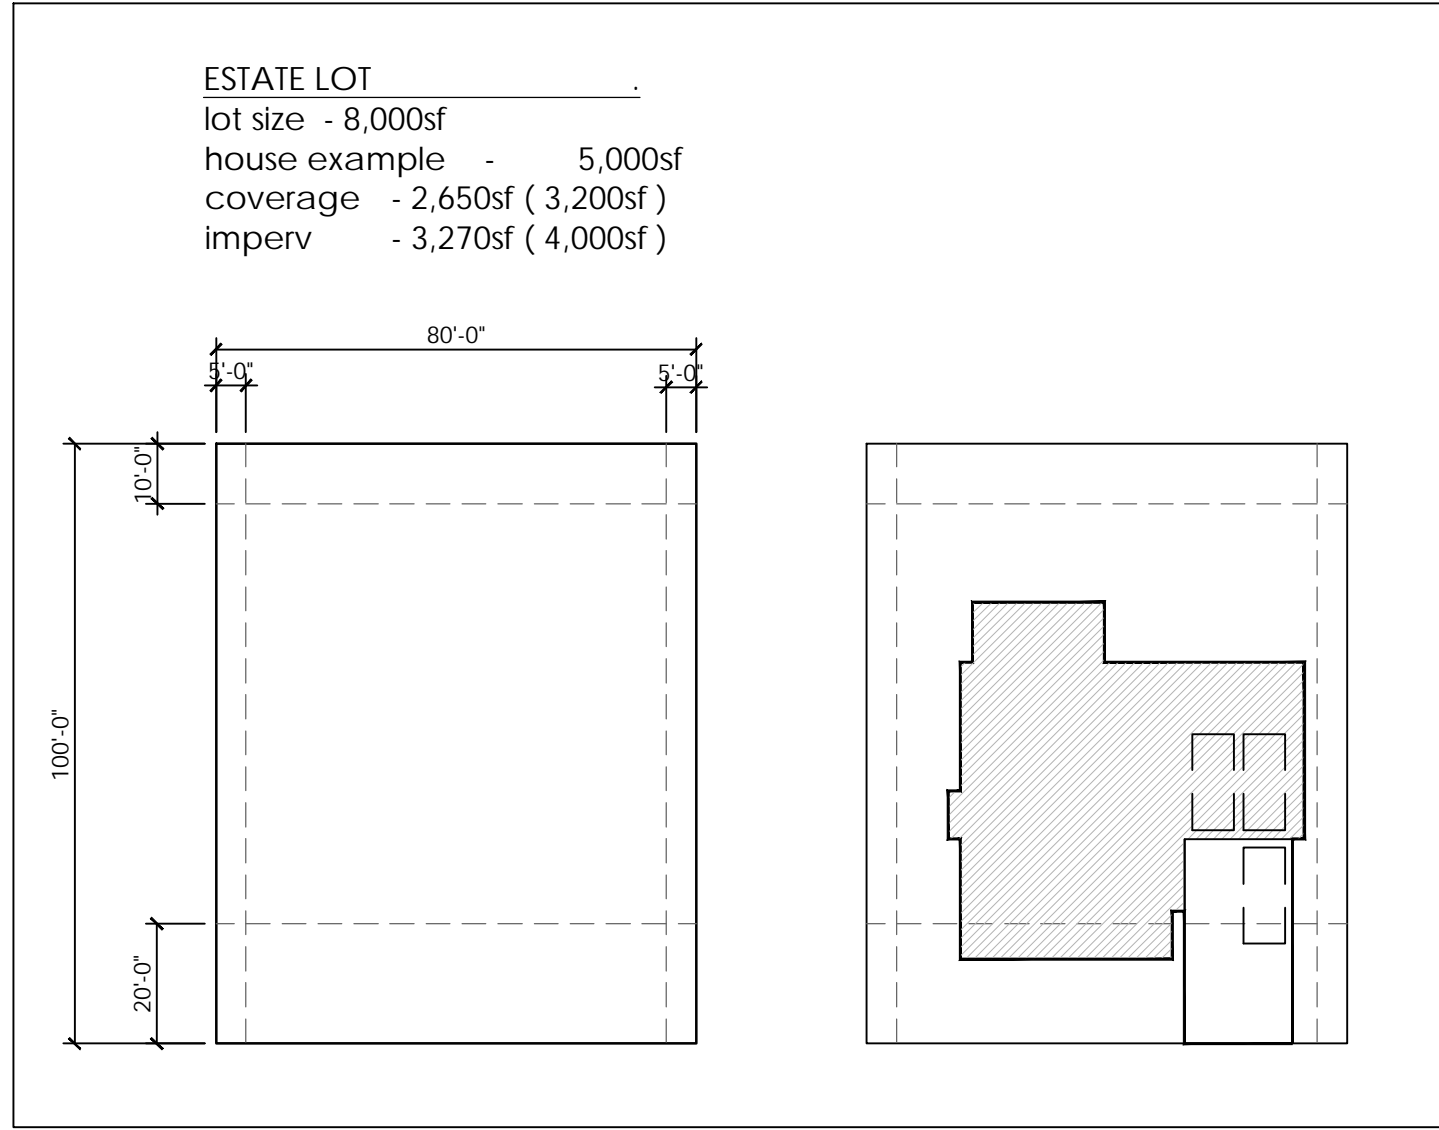 ESTATE LOT .
lot size - 8,000sf
house example - 5,000sf
coverage - 2,650sf ( 3,200sf )
imperv - 3,270sf ( 4,000sf )
80'-0"
5'-0"
5'-0"
10'-0"
100'-0"
20'-0"